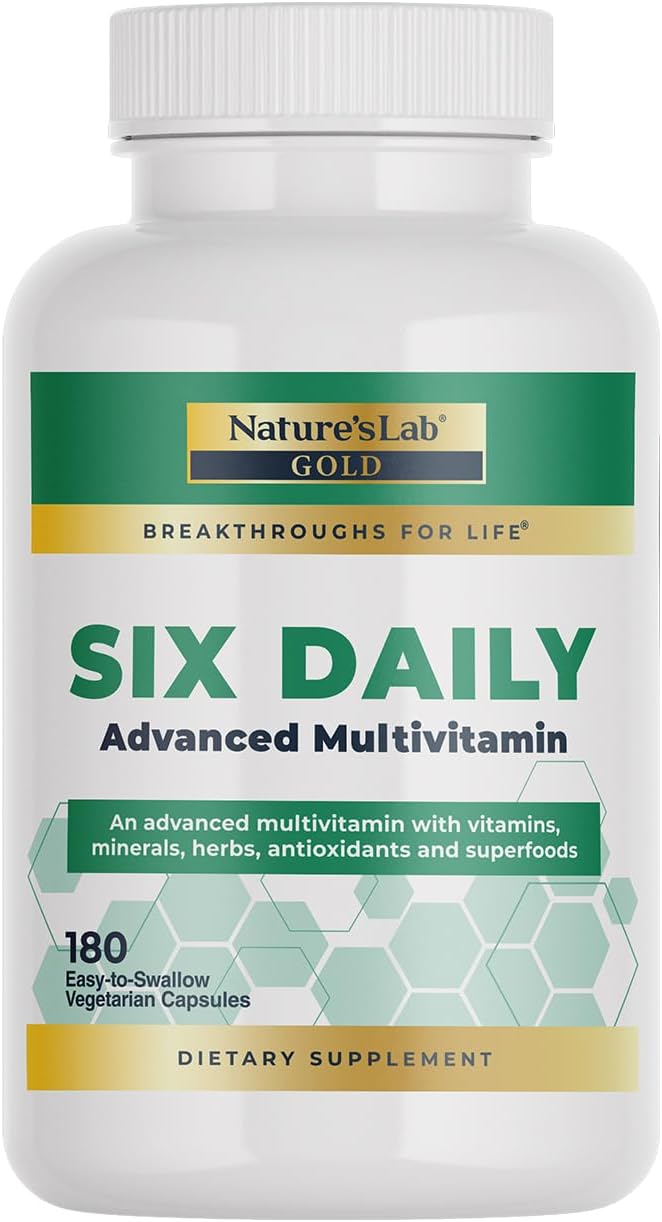 Nature'sLab®
GOLD
BREAKTHROUGHS FOR LIFE®
SIX DAILY
Advanced Multivitamin
An advanced multivitamin with vitamins,
minerals, herbs, antioxidants and superfoods
180
Easy-to-Swallow
Vegetarian Capsules
DIETARY SUPPLEMENT